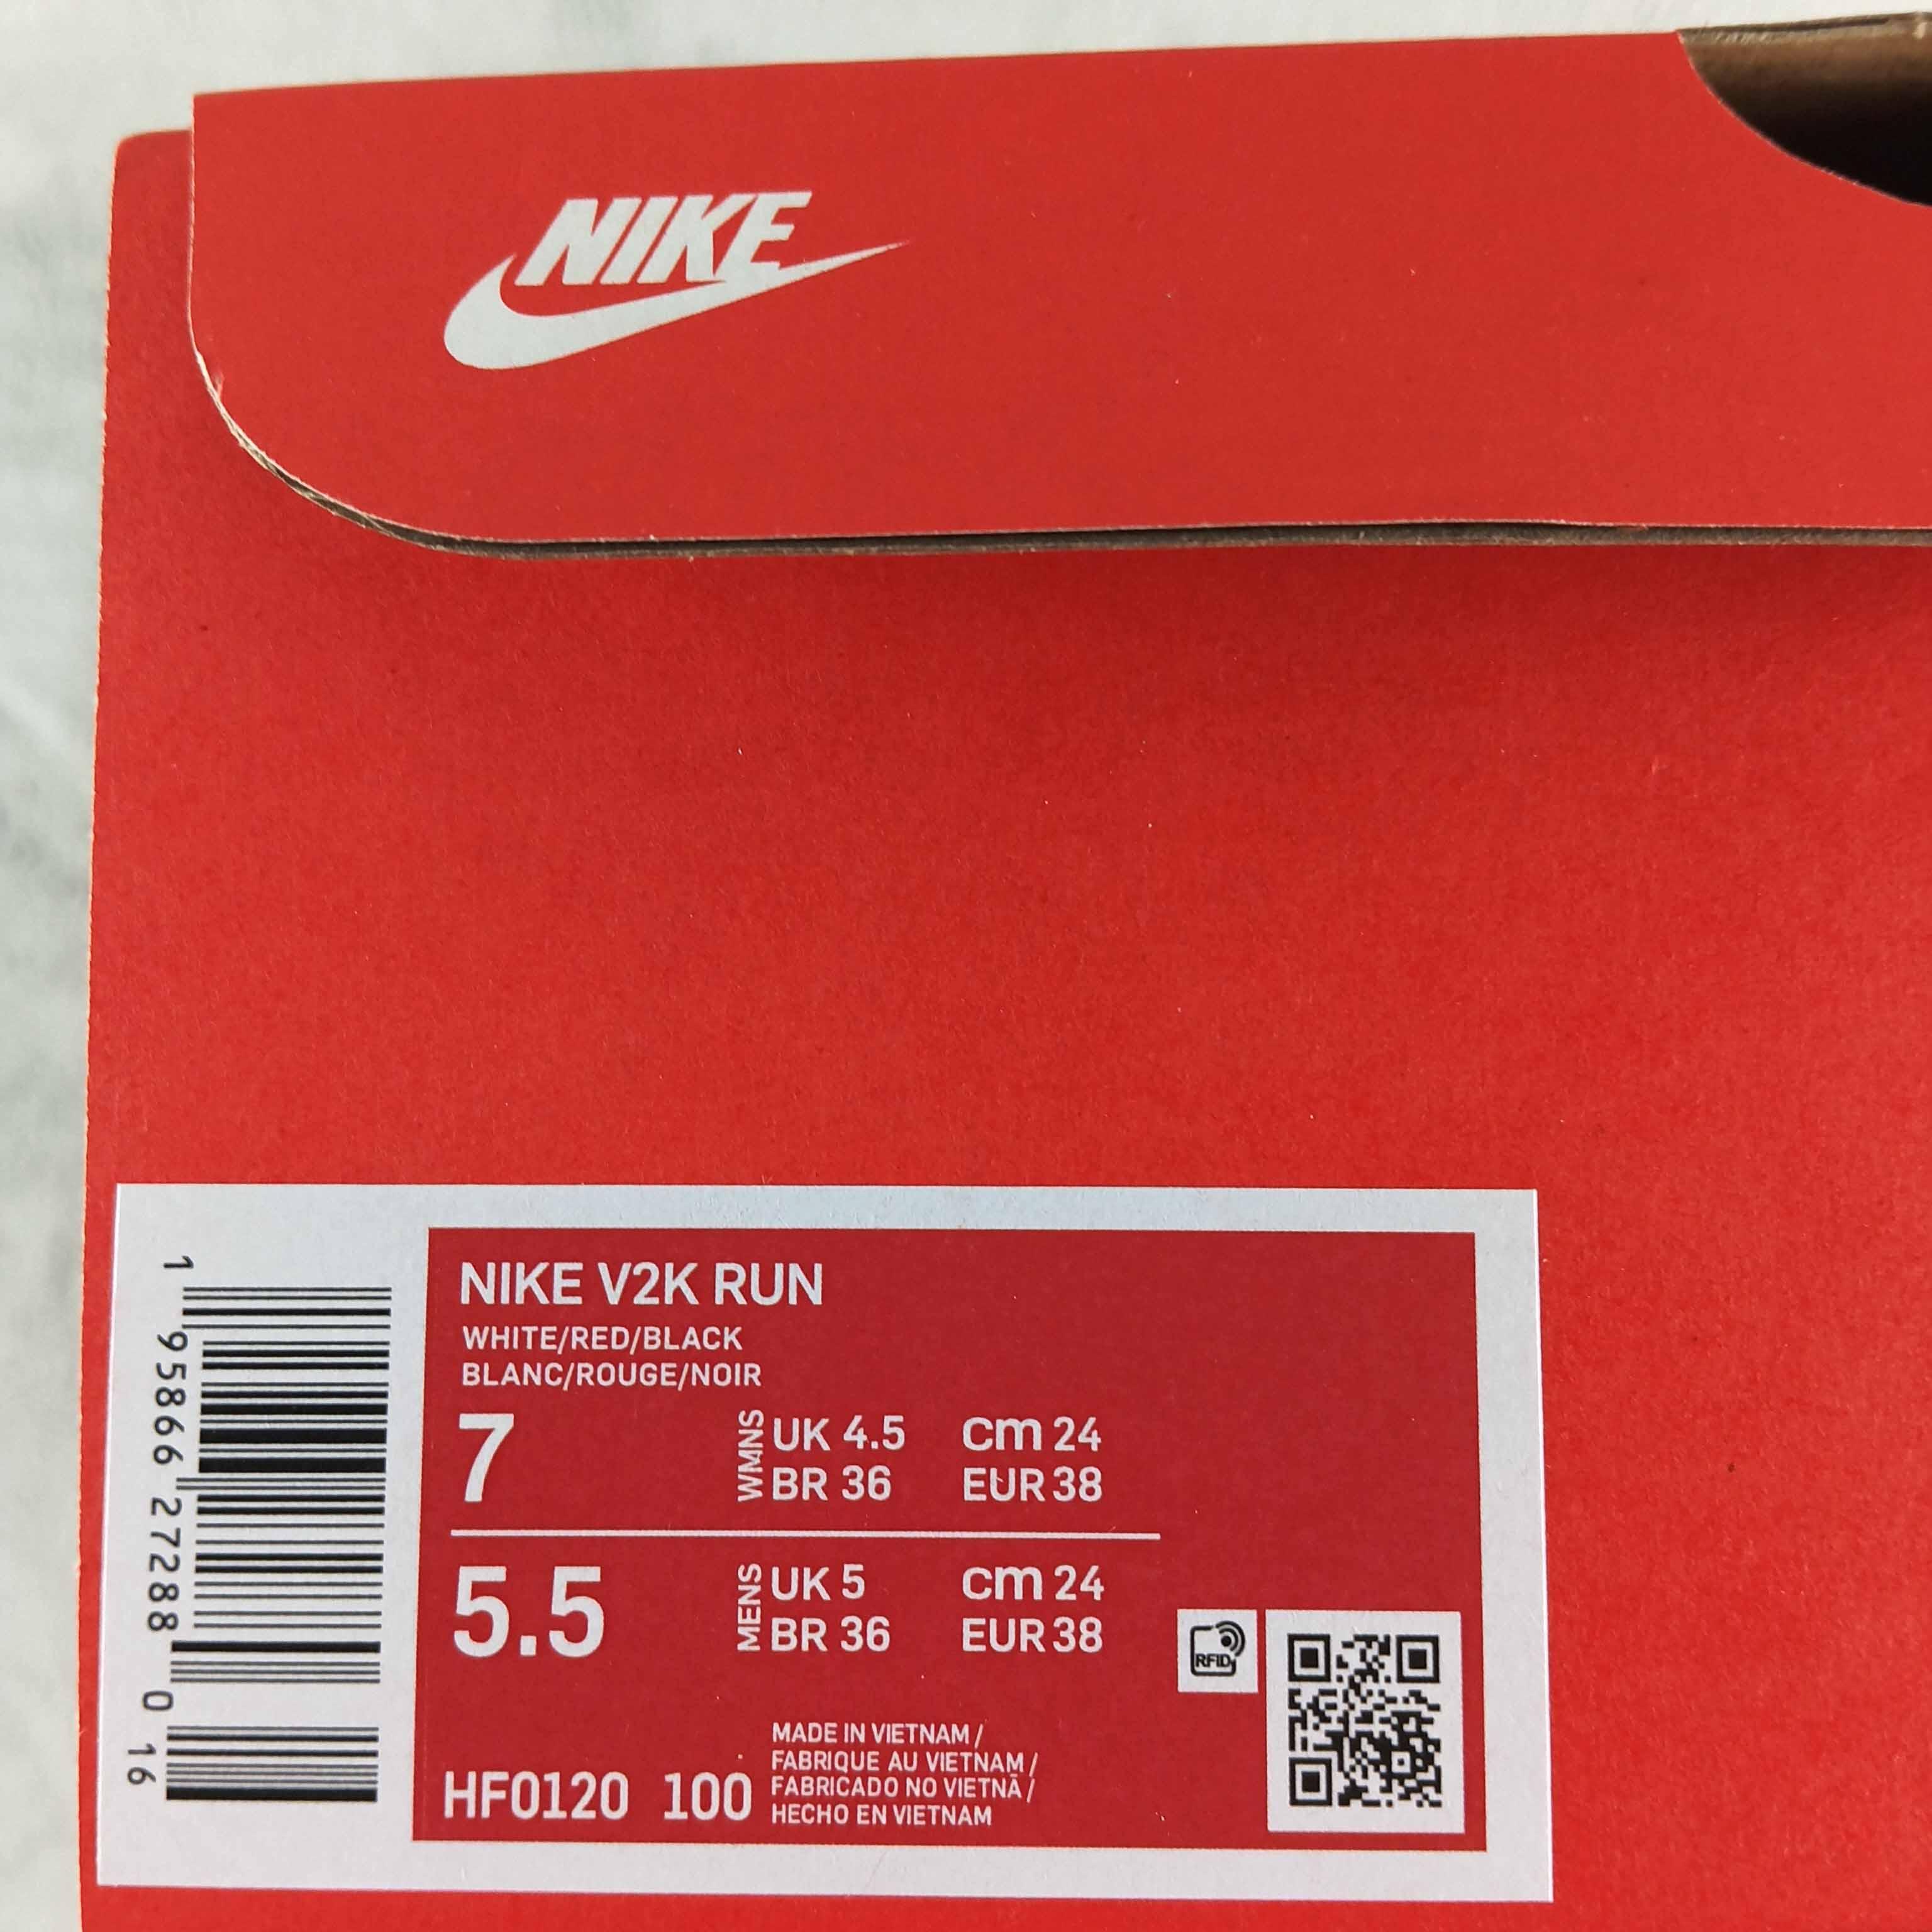 NIKE
NIKE V2K RUN
WHITE/RED/BLACK
BLANC/ROUGE/NOIR
7 WMNS UK 4.5 cm 24
BR 36 EUR 38
5.5 MENS UK 5 cm 24
BR 36 EUR 38
HF0120 100
MADE IN VIETNAM /
FABRIQUE AU VIETNAM /
FABRICADO NO VIETNÃ /
HECHO EN VIETNAM
RFID
1 95866 27288 0 16